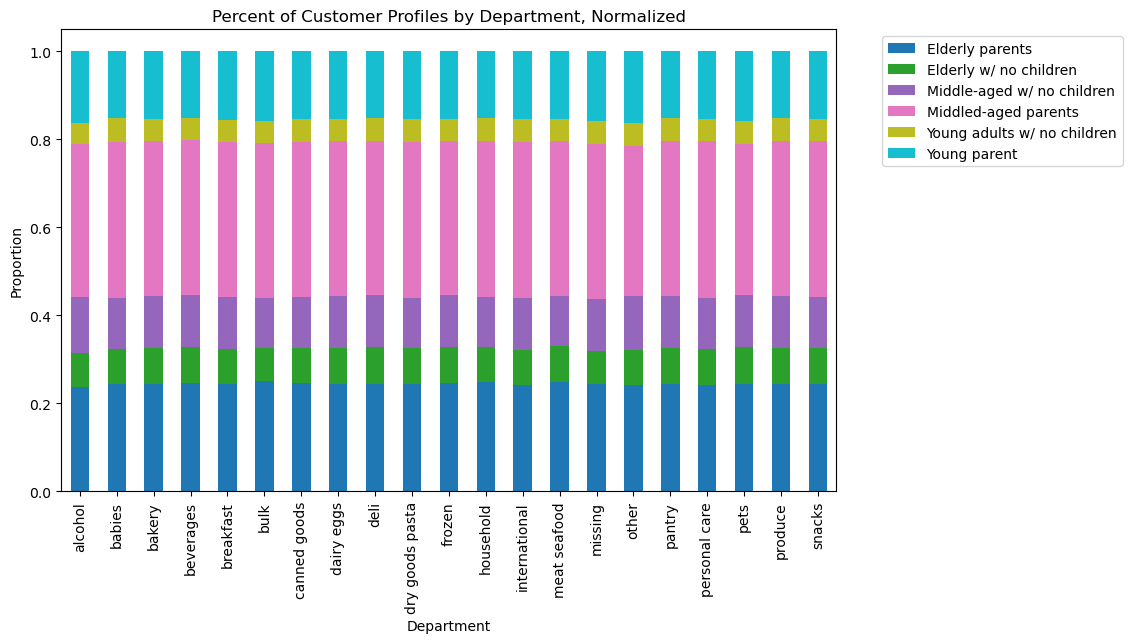 Percent of Customer Profiles by Department, Normalized
Elderly parents
Elderly w/ no children
Middle-aged w/ no children
Middled-aged parents
Young adults w/ no children
Young parent
Proportion
1.0
0.8
0.6
0.4
0.2
0.0
alcohol
babies
bakery
beverages
breakfast
bulk
canned goods
dairy eggs
deli
dry goods pasta
frozen
household
international
meat seafood
missing
other
pantry
personal care
pets
produce
snacks
Department